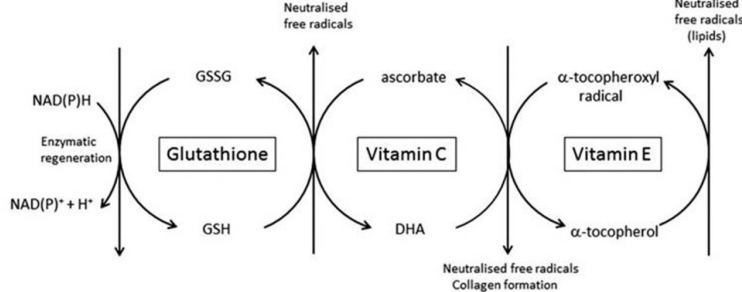 Neutralised
free radicals
Neutralised
free radicals
(lipids)
GSSG
ascorbate
α-tocopheroxyl
radical
NAD(P)H
Enzymatic
regeneration
Glutathione
Vitamin C
Vitamin E
NAD(P)⁺ + H⁺
GSH
DHA
α-tocopherol
Neutralised free radicals
Collagen formation